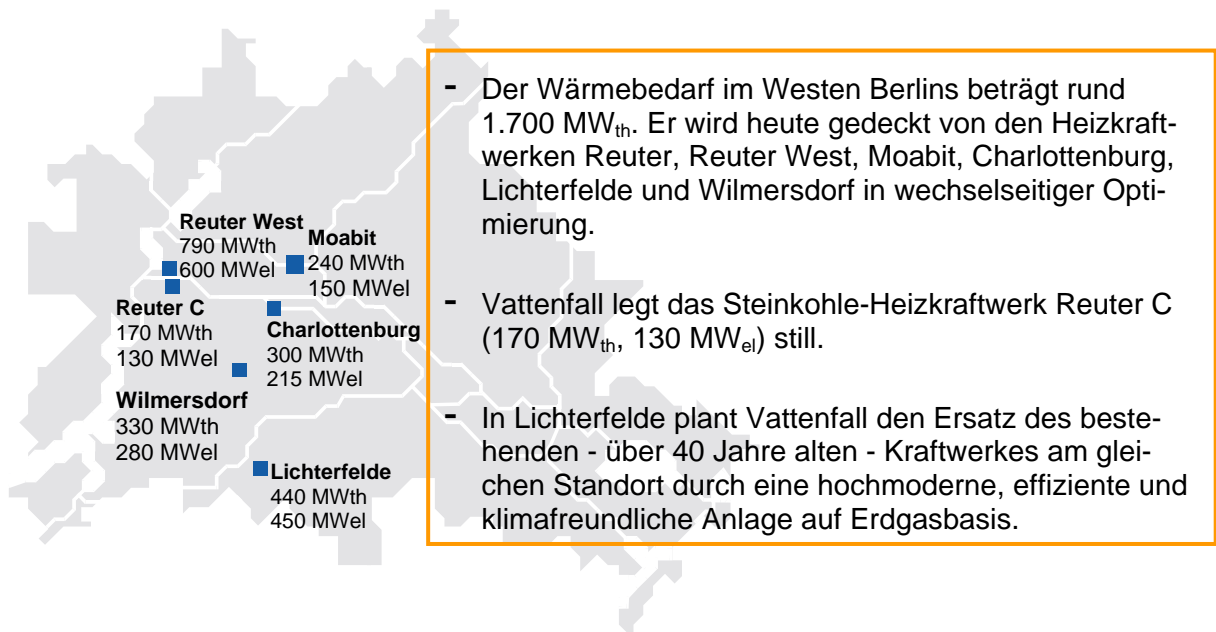 Reuter West
790 MWth
600 MWel
Moabit
240 MWth
150 MWel
Reuter C
170 MWth
130 MWel
Charlottenburg
300 MWth
215 MWel
Wilmersdorf
330 MWth
280 MWel
Lichterfelde
440 MWth
450 MWel
- Der Wärmebedarf im Westen Berlins beträgt rund
1.700 MWth. Er wird heute gedeckt von den Heizkraft-
werken Reuter, Reuter West, Moabit, Charlottenburg,
Lichterfelde und Wilmersdorf in wechselseitiger Opti-
mierung.
- Vattenfall legt das Steinkohle-Heizkraftwerk Reuter C
(170 MWth, 130 MWel) still.
- In Lichterfelde plant Vattenfall den Ersatz des beste-
henden - über 40 Jahre alten - Kraftwerkes am glei-
chen Standort durch eine hochmoderne, effiziente und
klimafreundliche Anlage auf Erdgasbasis.